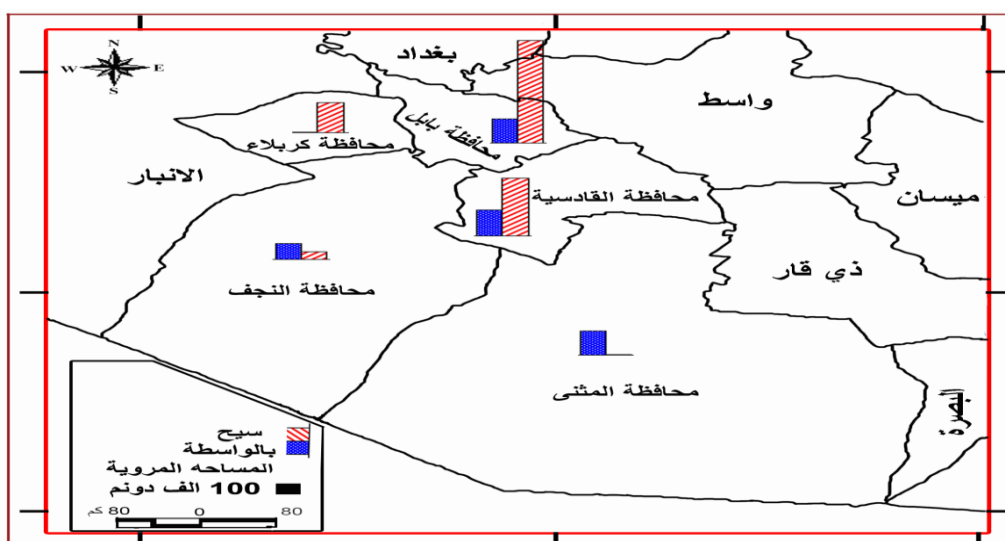 N
W E
S
بغداد
واسط
محافظة بابل
محافظة كربلاء
الانبار
محافظة القادسية
ميسان
ذي قار
محافظة النجف
محافظة المثنى
البصرة
سيح
بالواسطة
المساحه المروية
100 الف دونم
80 0 80 كم